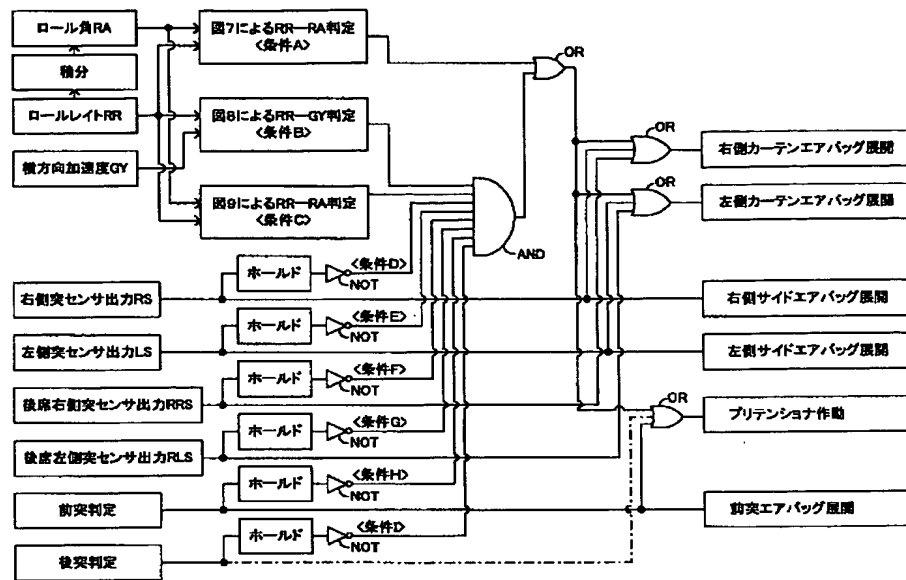 ロール角RA
積分
ロールレイトRR
横方向加速度GY
図7によるRR-RA判定
<条件A>
図8によるRR-GY判定
<条件B>
図9によるRR-RA判定
<条件C>
OR
OR
右側カーテンエアバッグ展開
OR
左側カーテンエアバッグ展開
AND
右側突センサ出力RS
ホールド
<条件D>
NOT
右側サイドエアバッグ展開
左側突センサ出力LS
ホールド
<条件E>
NOT
左側サイドエアバッグ展開
後席右側突センサ出力RRS
ホールド
<条件F>
NOT
OR
プリテンショナ作動
後席左側突センサ出力RLS
ホールド
<条件G>
NOT
前突判定
ホールド
<条件H>
NOT
前突エアバッグ展開
後突判定
ホールド
<条件I>
NOT